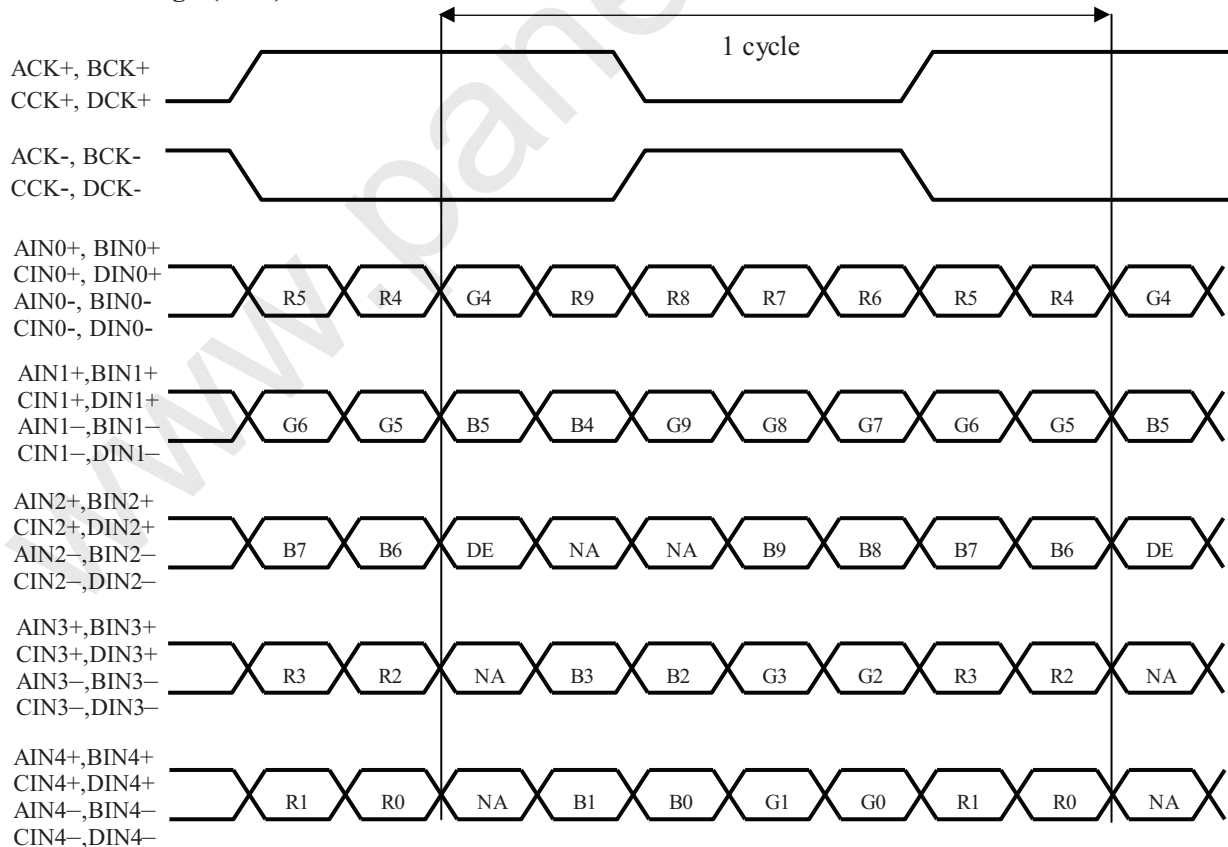 1 cycle
ACK+, BCK+
CCK+, DCK+
ACK-, BCK-
CCK-, DCK-
AIN0+, BIN0+
CIN0+, DIN0+
AIN0-, BIN0-
CIN0-, DIN0-
R5 R4 G4 R9 R8 R7 R6 R5 R4 G4
AIN1+,BIN1+
CIN1+,DIN1+
AIN1–,BIN1–
CIN1–,DIN1–
G6 G5 B5 B4 G9 G8 G7 G6 G5 B5
AIN2+,BIN2+
CIN2+,DIN2+
AIN2–,BIN2–
CIN2–,DIN2–
B7 B6 DE NA NA B9 B8 B7 B6 DE
AIN3+,BIN3+
CIN3+,DIN3+
AIN3–,BIN3–
CIN3–,DIN3–
R3 R2 NA B3 B2 G3 G2 R3 R2 NA
AIN4+,BIN4+
CIN4+,DIN4+
AIN4–,BIN4–
CIN4–,DIN4–
R1 R0 NA B1 B0 G1 G0 R1 R0 NA
www.pane